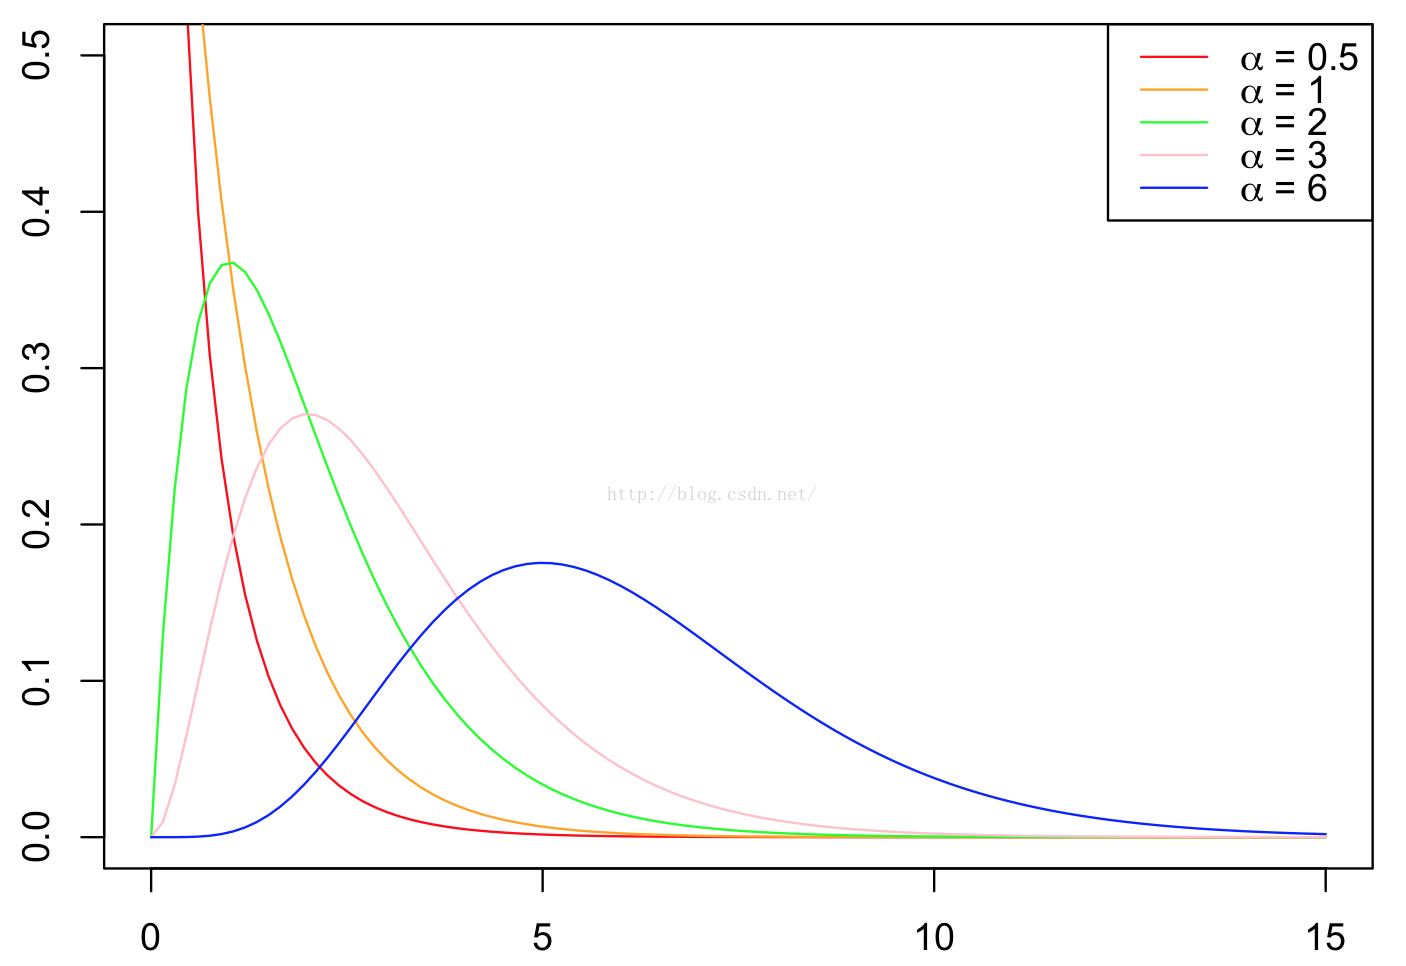 0.5
0.4
0.3
0.2
0.1
0.0
0 5 10 15
α = 0.5
α = 1
α = 2
α = 3
α = 6
http://blog.csdn.net/